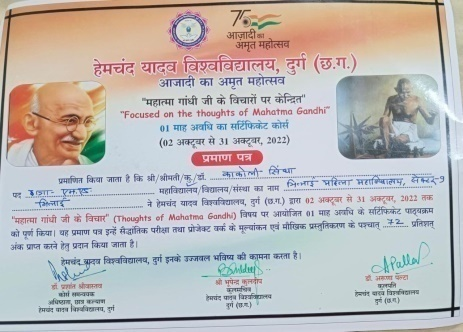 75
आज़ादी का
अमृत महोत्सव
हेमचंद यादव विश्वविद्यालय, दुर्ग (छ.ग.)
आजादी का अमृत महोत्सव
"महात्मा गांधी जी के विचारों पर केन्द्रित"
"Focused on the thoughts of Mahatma Gandhi"
01 माह अवधि का सर्टिफिकेट कोर्स
(02 अक्टूबर से 31 अक्टूबर, 2022)
प्रमाण पत्र
प्रमाणित किया जाता है कि श्री/श्रीमती/कु./डॉ. काकोली सिंघा
पद छात्रा- एम.एड महाविद्यालय/विद्यालय/संस्था का नाम भिलाई महिला महाविद्यालय, सेक्टर-9
भिलाई ने हेमचंद यादव विश्वविद्यालय, दुर्ग (छ.ग.) द्वारा 02 अक्टूबर से 31 अक्टूबर, 2022 तक
"महात्मा गांधी जी के विचार" (Thoughts of Mahatma Gandhi) विषय पर आयोजित 01 माह अवधि के सर्टिफिकेट पाठ्यक्रम
को पूर्ण किया। यह प्रमाण पत्र इन्हें सैद्धांतिक परीक्षा तथा प्रोजेक्ट वर्क के मूल्यांकन एवं मौखिक प्रस्तुतिकरण के पश्चात् 72 प्रतिशत्
अंक प्राप्त करने हेतु प्रदान किया जाता है।
हेमचंद यादव विश्वविद्यालय, दुर्ग इनके उज्जवल भविष्य की कामना करता है।
डॉ. प्रशांत श्रीवास्तव
कोर्स समन्वयक
अधिष्ठाता, छात्र कल्याण
हेमचंद यादव विश्वविद्यालय, दुर्ग
श्री भूपेन्द्र कुलदीप
कुलसचिव
हेमचंद यादव विश्वविद्यालय
दुर्ग (छ.ग.)
डॉ. अरुणा पल्टा
कुलपति
हेमचंद यादव विश्वविद्यालय
दुर्ग (छ.ग.)